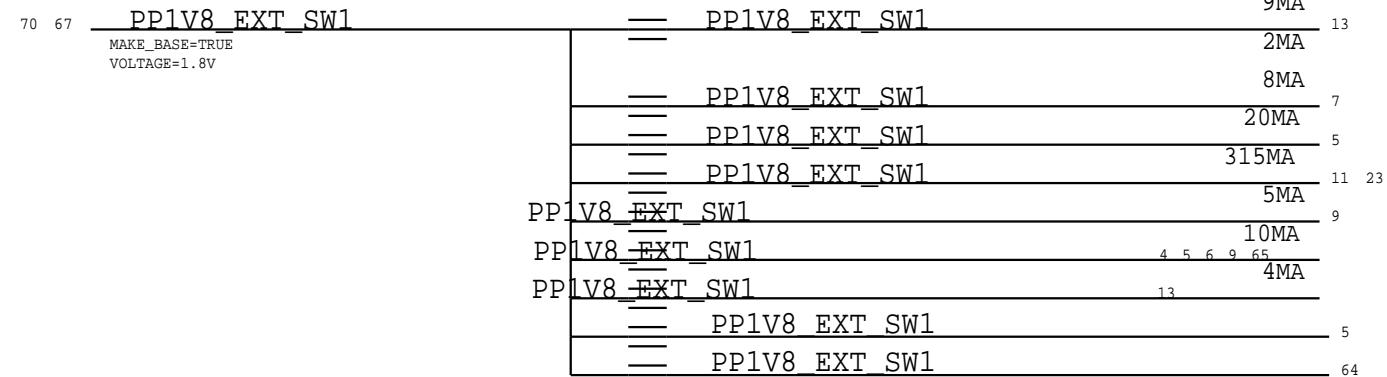 9MA
70 67 PP1V8_EXT_SW1 PP1V8_EXT_SW1 13
MAKE_BASE=TRUE 2MA
VOLTAGE=1.8V
8MA
PP1V8_EXT_SW1 7
20MA
PP1V8_EXT_SW1 5
315MA
PP1V8_EXT_SW1 11 23
5MA
PP1V8_EXT_SW1 9
10MA
PP1V8_EXT_SW1 4 5 6 9 65
4MA
PP1V8_EXT_SW1 13
PP1V8_EXT_SW1 5
PP1V8_EXT_SW1 64